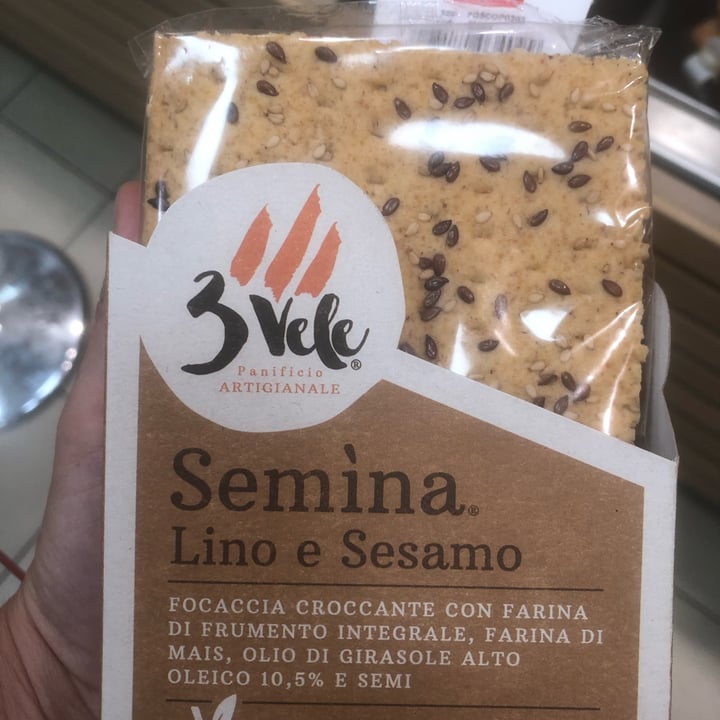 3 Vele®
Panificio
ARTIGIANALE
Semìna®
Lino e Sesamo
FOCACCIA CROCCANTE CON FARINA
DI FRUMENTO INTEGRALE, FARINA DI
MAIS, OLIO DI GIRASOLE ALTO
OLEICO 10,5% E SEMI